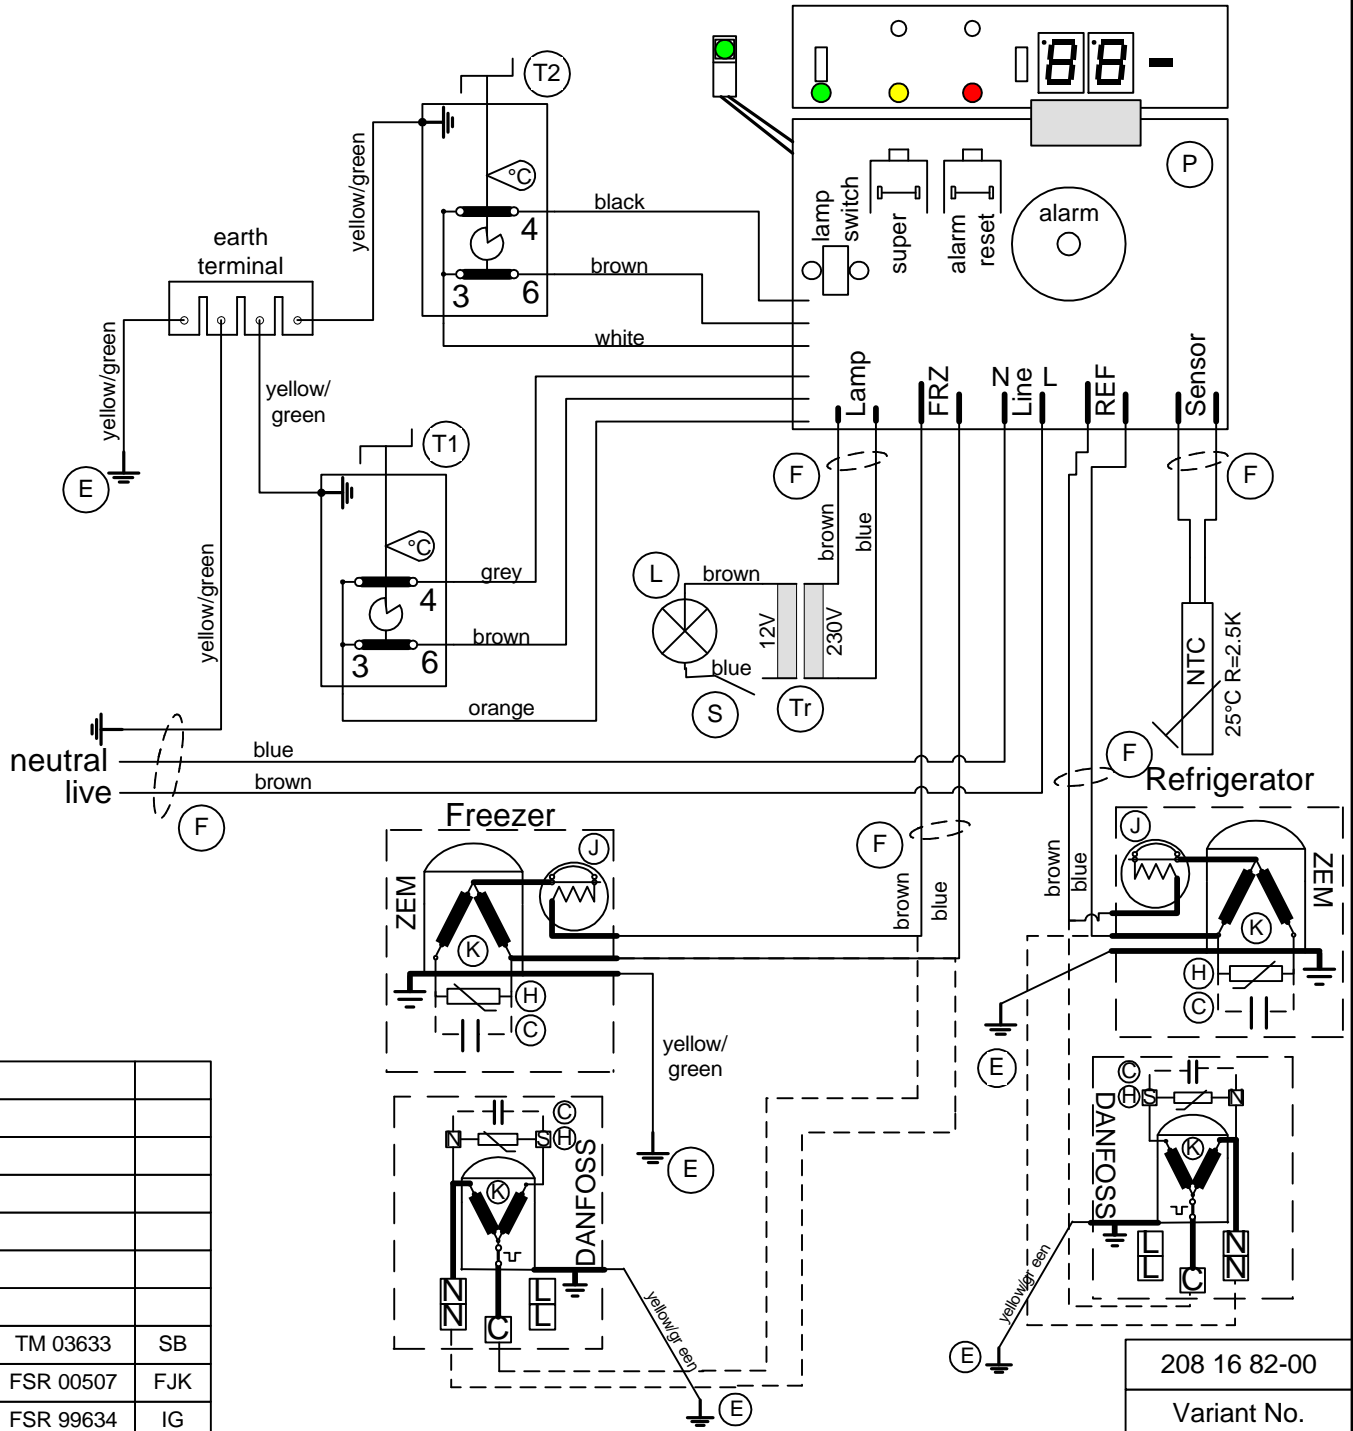 T2
P
lamp
switch
super
alarm
reset
alarm
yellow/green
°C
black
4
brown
3
6
white
earth
terminal
yellow/green
yellow/
green
E
T1
Lamp
FRZ
N
Line
L
REF
Sensor
F
F
brown
blue
°C
grey
4
brown
3
6
orange
yellow/green
L
brown
12V
230V
blue
S
Tr
NTC
25°C R=2.5K
neutral
live
blue
brown
F
F
F
Freezer
Refrigerator
ZEM
J
K
H
C
brown
blue
brown
blue
J
K
H
C
ZEM
E
yellow/
green
E
C
H
N
S
K
DANFOSS
N
N
C
L
L
yellow/gr een
E
C
H
S
N
K
DANFOSS
L
L
C
N
N
yellow/gr een
E
TM 03633 SB
FSR 00507 FJK
FSR 99634 IG
208 16 82-00
Variant No.